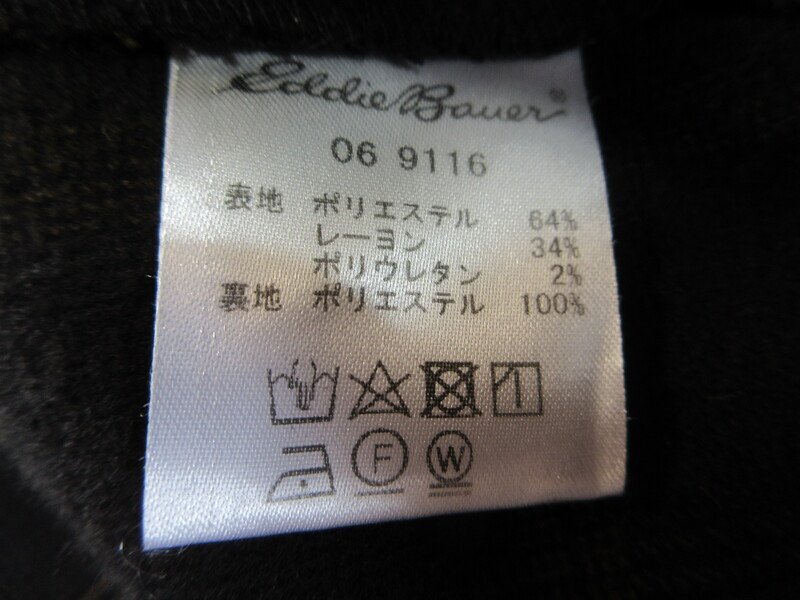 Eddie Bauer®
06 9116
表地 ポリエステル 64%
レーヨン 34%
ポリウレタン 2%
裏地 ポリエステル 100%
F W